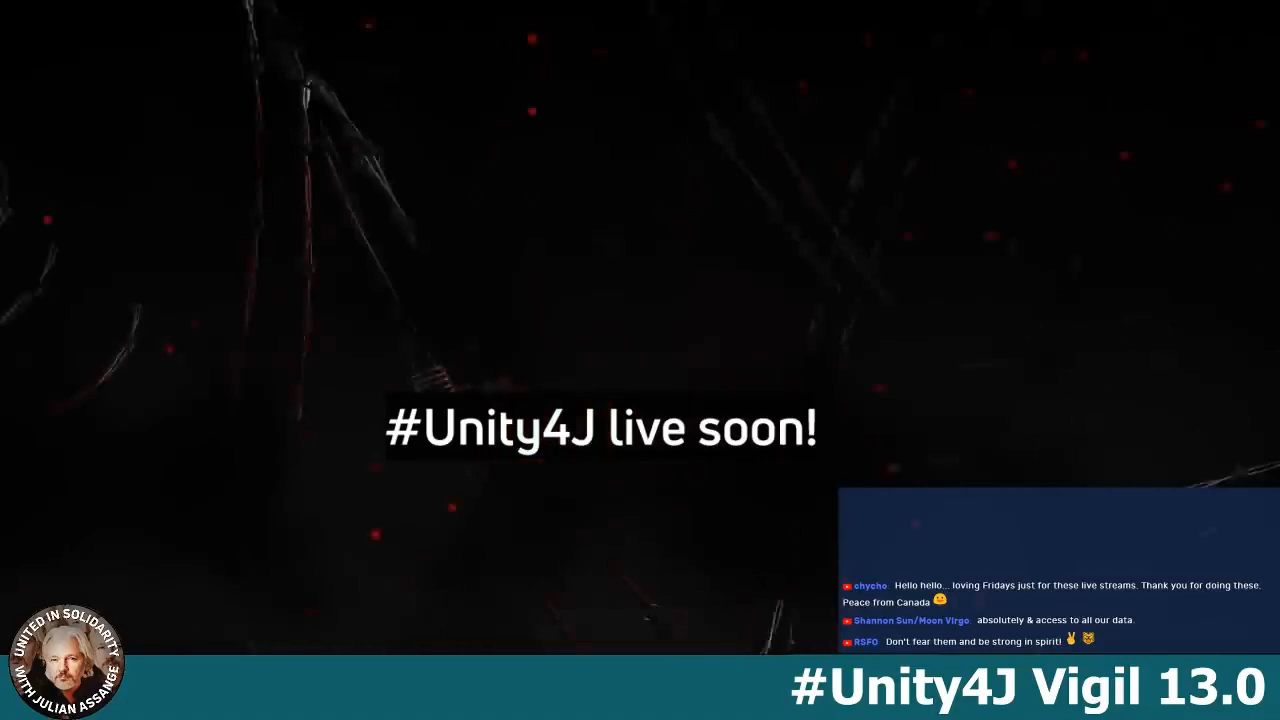 #Unity4J live soon!
chycho Hello hello... loving Fridays just for these live streams. Thank you for doing these.
Peace from Canada
Shannon Sun/Moon Virgo absolutely & access to all our data.
RSFO Don't fear them and be strong in spirit!
UNITED IN SOLIDARITY
WITH JULIAN ASSANGE
#Unity4J Vigil 13.0